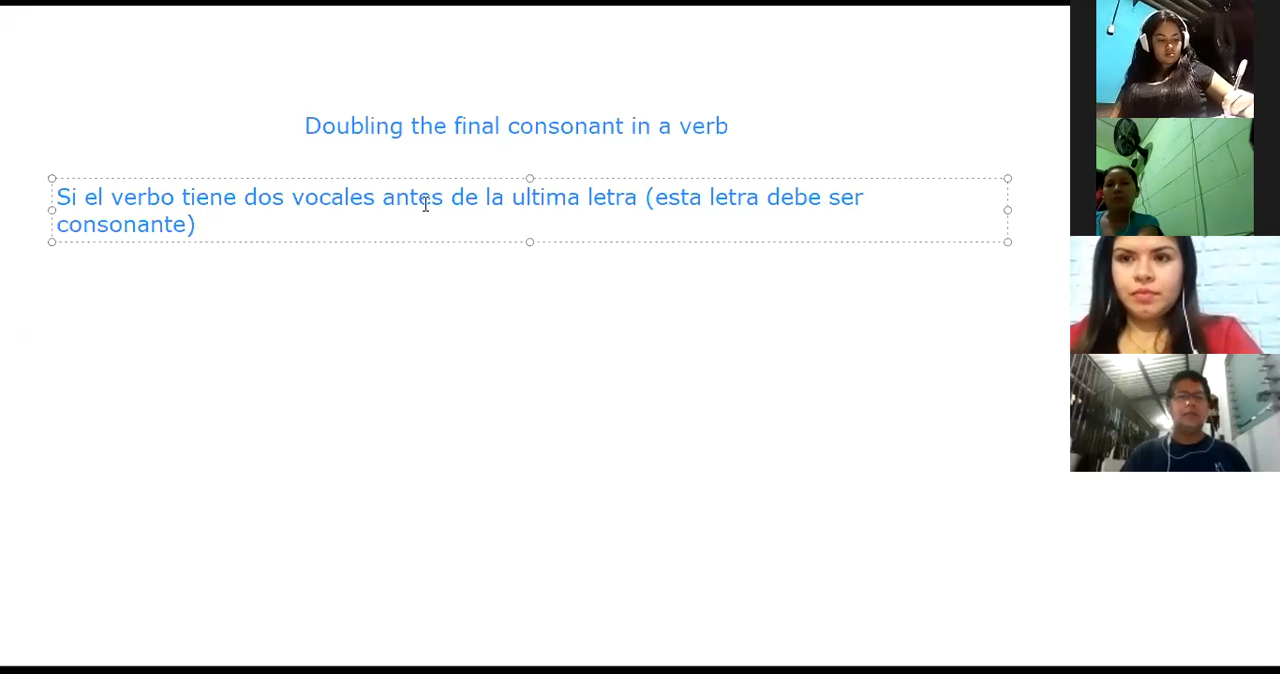 Doubling the final consonant in a verb
Si el verbo tiene dos vocales antes de la ultima letra (esta letra debe ser
consonante)